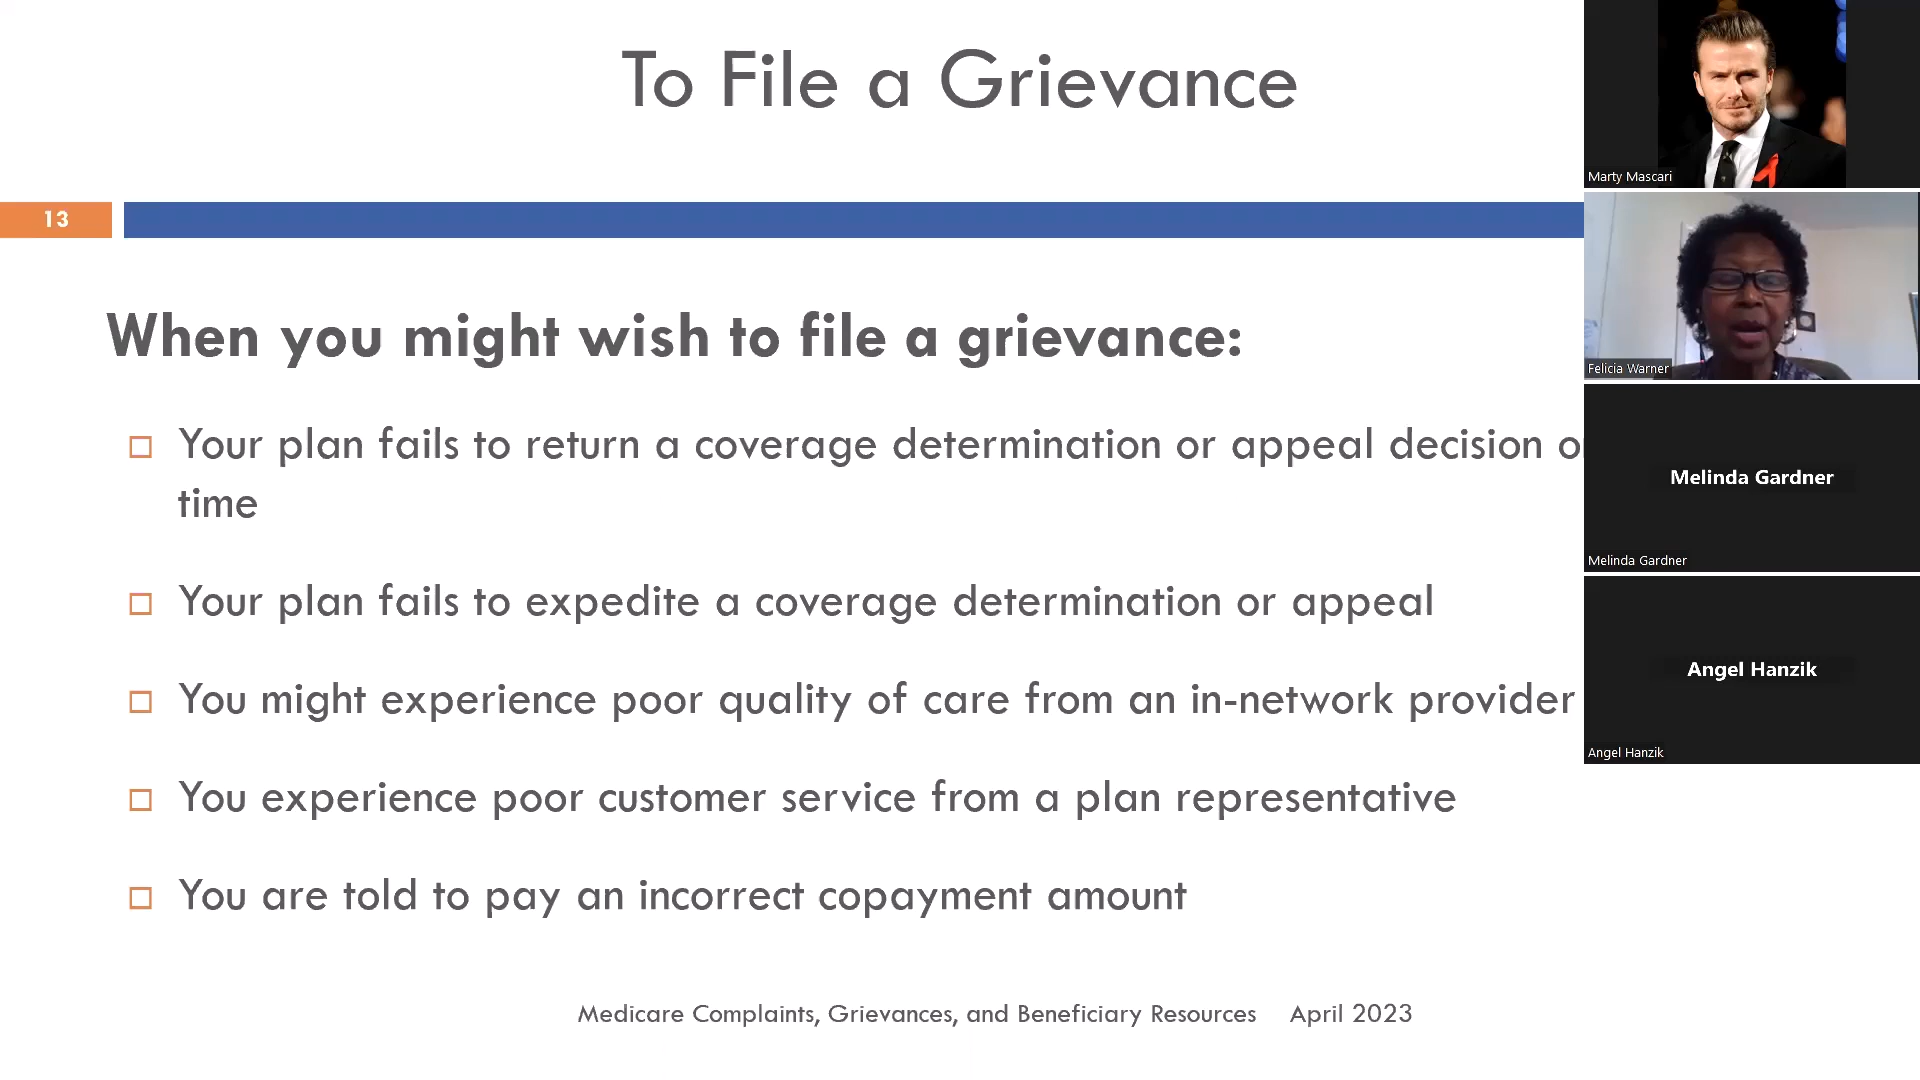 To File a Grievance
13
When you might wish to file a grievance:
Your plan fails to return a coverage determination or appeal decision
time
Your plan fails to expedite a coverage determination or appeal
You might experience poor quality of care from an in-network provider
You experience poor customer service from a plan representative
You are told to pay an incorrect copayment amount
Medicare Complaints, Grievances, and Beneficiary Resources April 2023
Marty Mascari
Felicia Warner
Melinda Gardner
Melinda Gardner
Angel Hanzik
Angel Hanzik